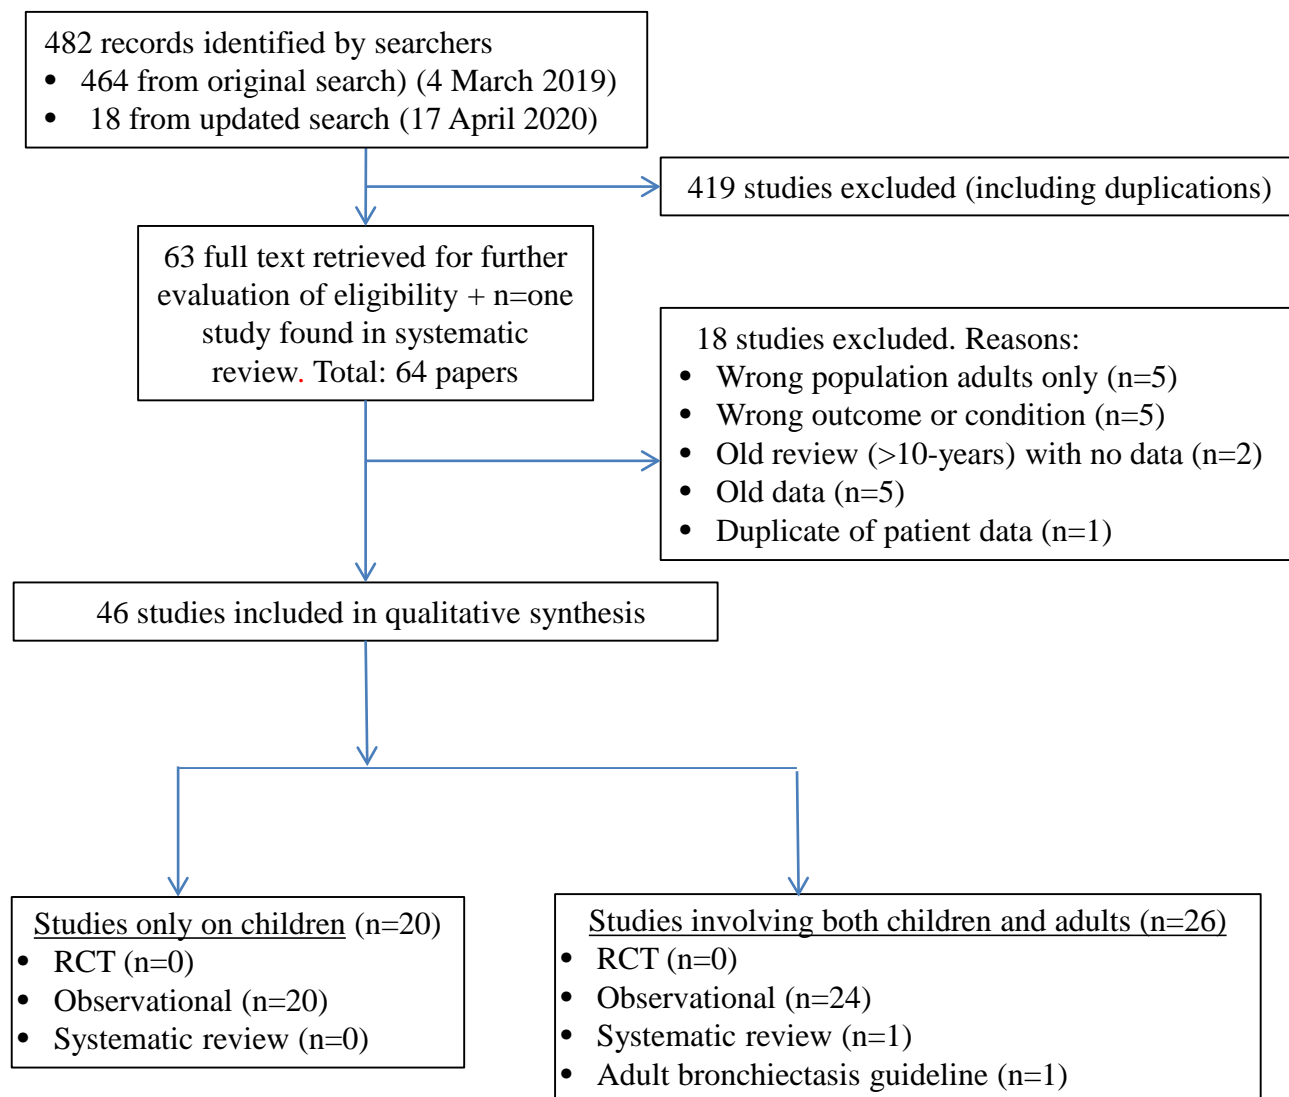 482 records identified by searchers
• 464 from original search) (4 March 2019)
• 18 from updated search (17 April 2020)
419 studies excluded (including duplications)
63 full text retrieved for further
evaluation of eligibility + n=one
study found in systematic
review. Total: 64 papers
18 studies excluded. Reasons:
• Wrong population adults only (n=5)
• Wrong outcome or condition (n=5)
• Old review (>10-years) with no data (n=2)
• Old data (n=5)
• Duplicate of patient data (n=1)
46 studies included in qualitative synthesis
Studies only on children (n=20)
• RCT (n=0)
• Observational (n=20)
• Systematic review (n=0)
Studies involving both children and adults (n=26)
• RCT (n=0)
• Observational (n=24)
• Systematic review (n=1)
• Adult bronchiectasis guideline (n=1)